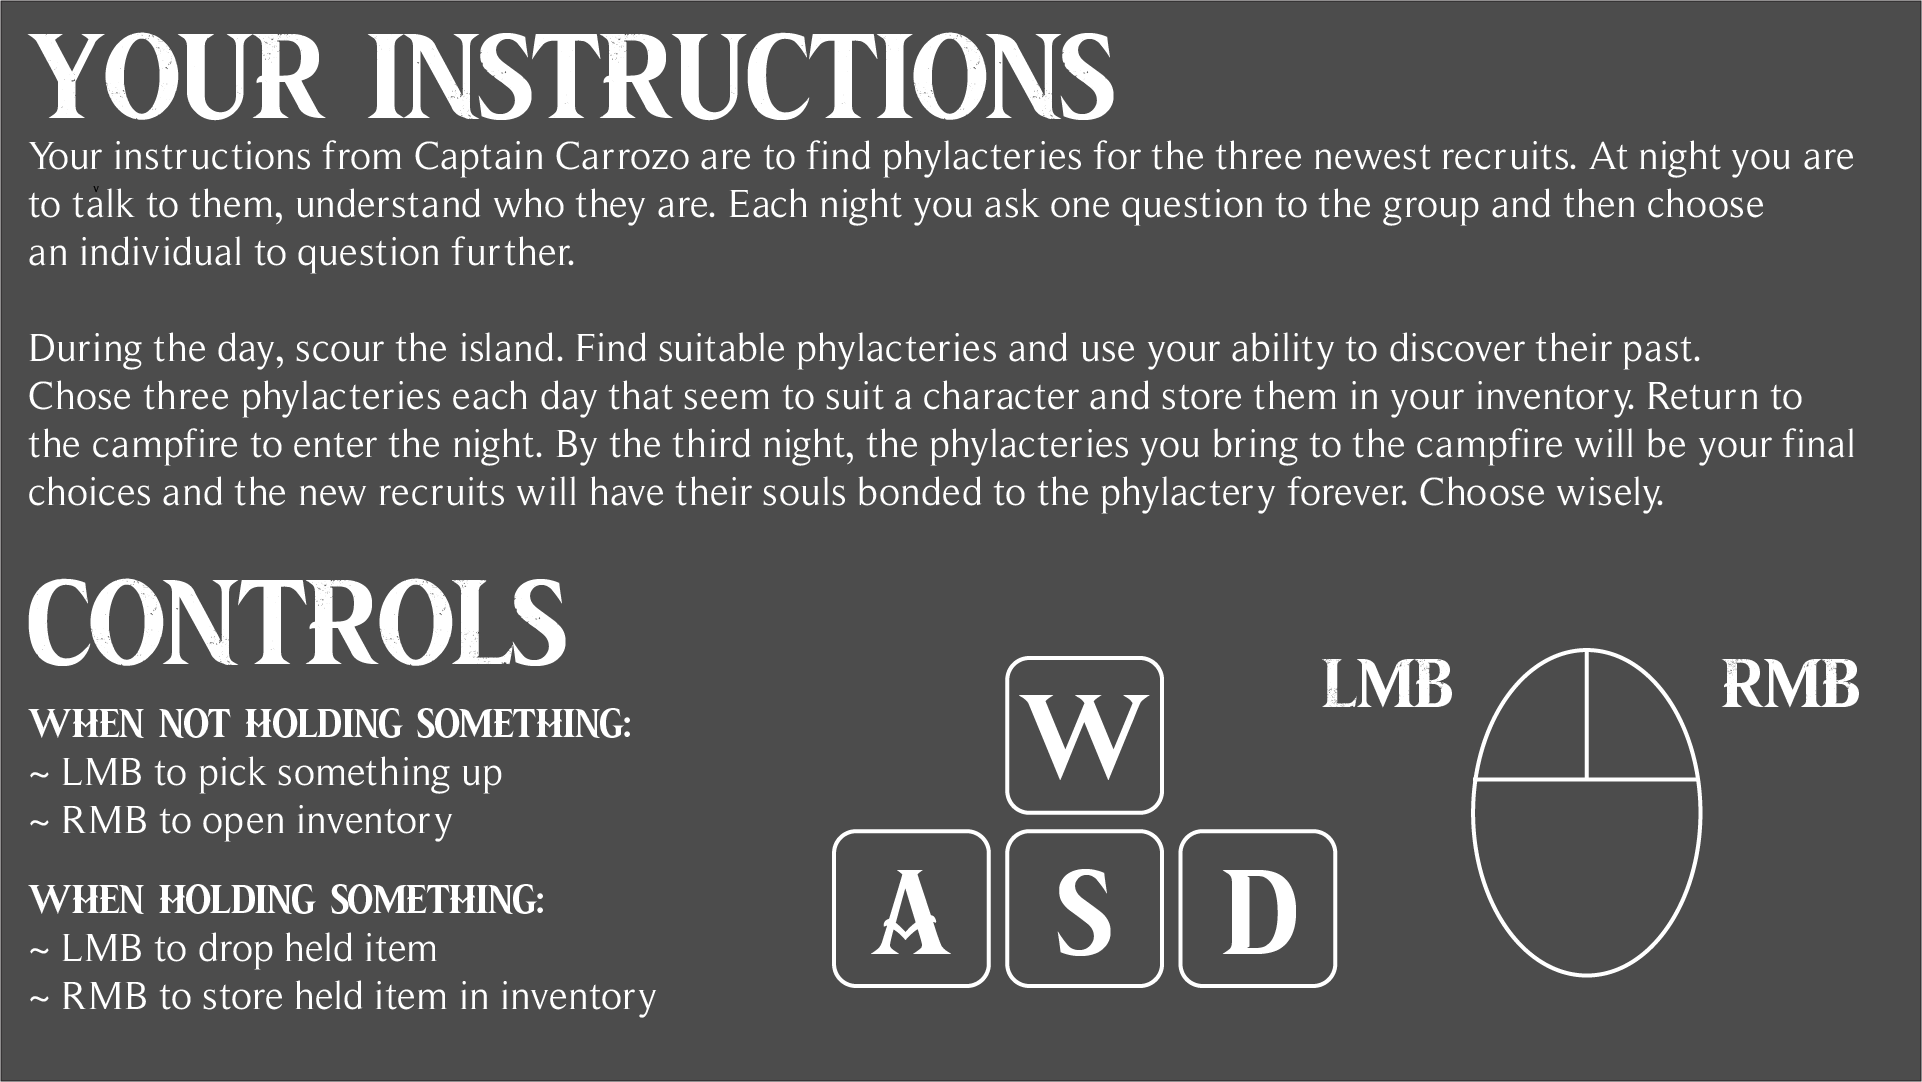 YOUR INSTRUCTIONS
Your instructions from Captain Carrozo are to find phylacteries for the three newest recruits. At night you are
v
to talk to them, understand who they are. Each night you ask one question to the group and then choose
an individual to question further.
During the day, scour the island. Find suitable phylacteries and use your ability to discover their past.
Chose three phylacteries each day that seem to suit a character and store them in your inventory. Return to
the campfire to enter the night. By the third night, the phylacteries you bring to the campfire will be your final
choices and the new recruits will have their souls bonded to the phylactery forever. Choose wisely.
CONTROLS
WHEN NOT HOLDING SOMETHING:
~ LMB to pick something up
~ RMB to open inventory
WHEN HOLDING SOMETHING:
~ LMB to drop held item
~ RMB to store held item in inventory
W
A S D
LMB
RMB